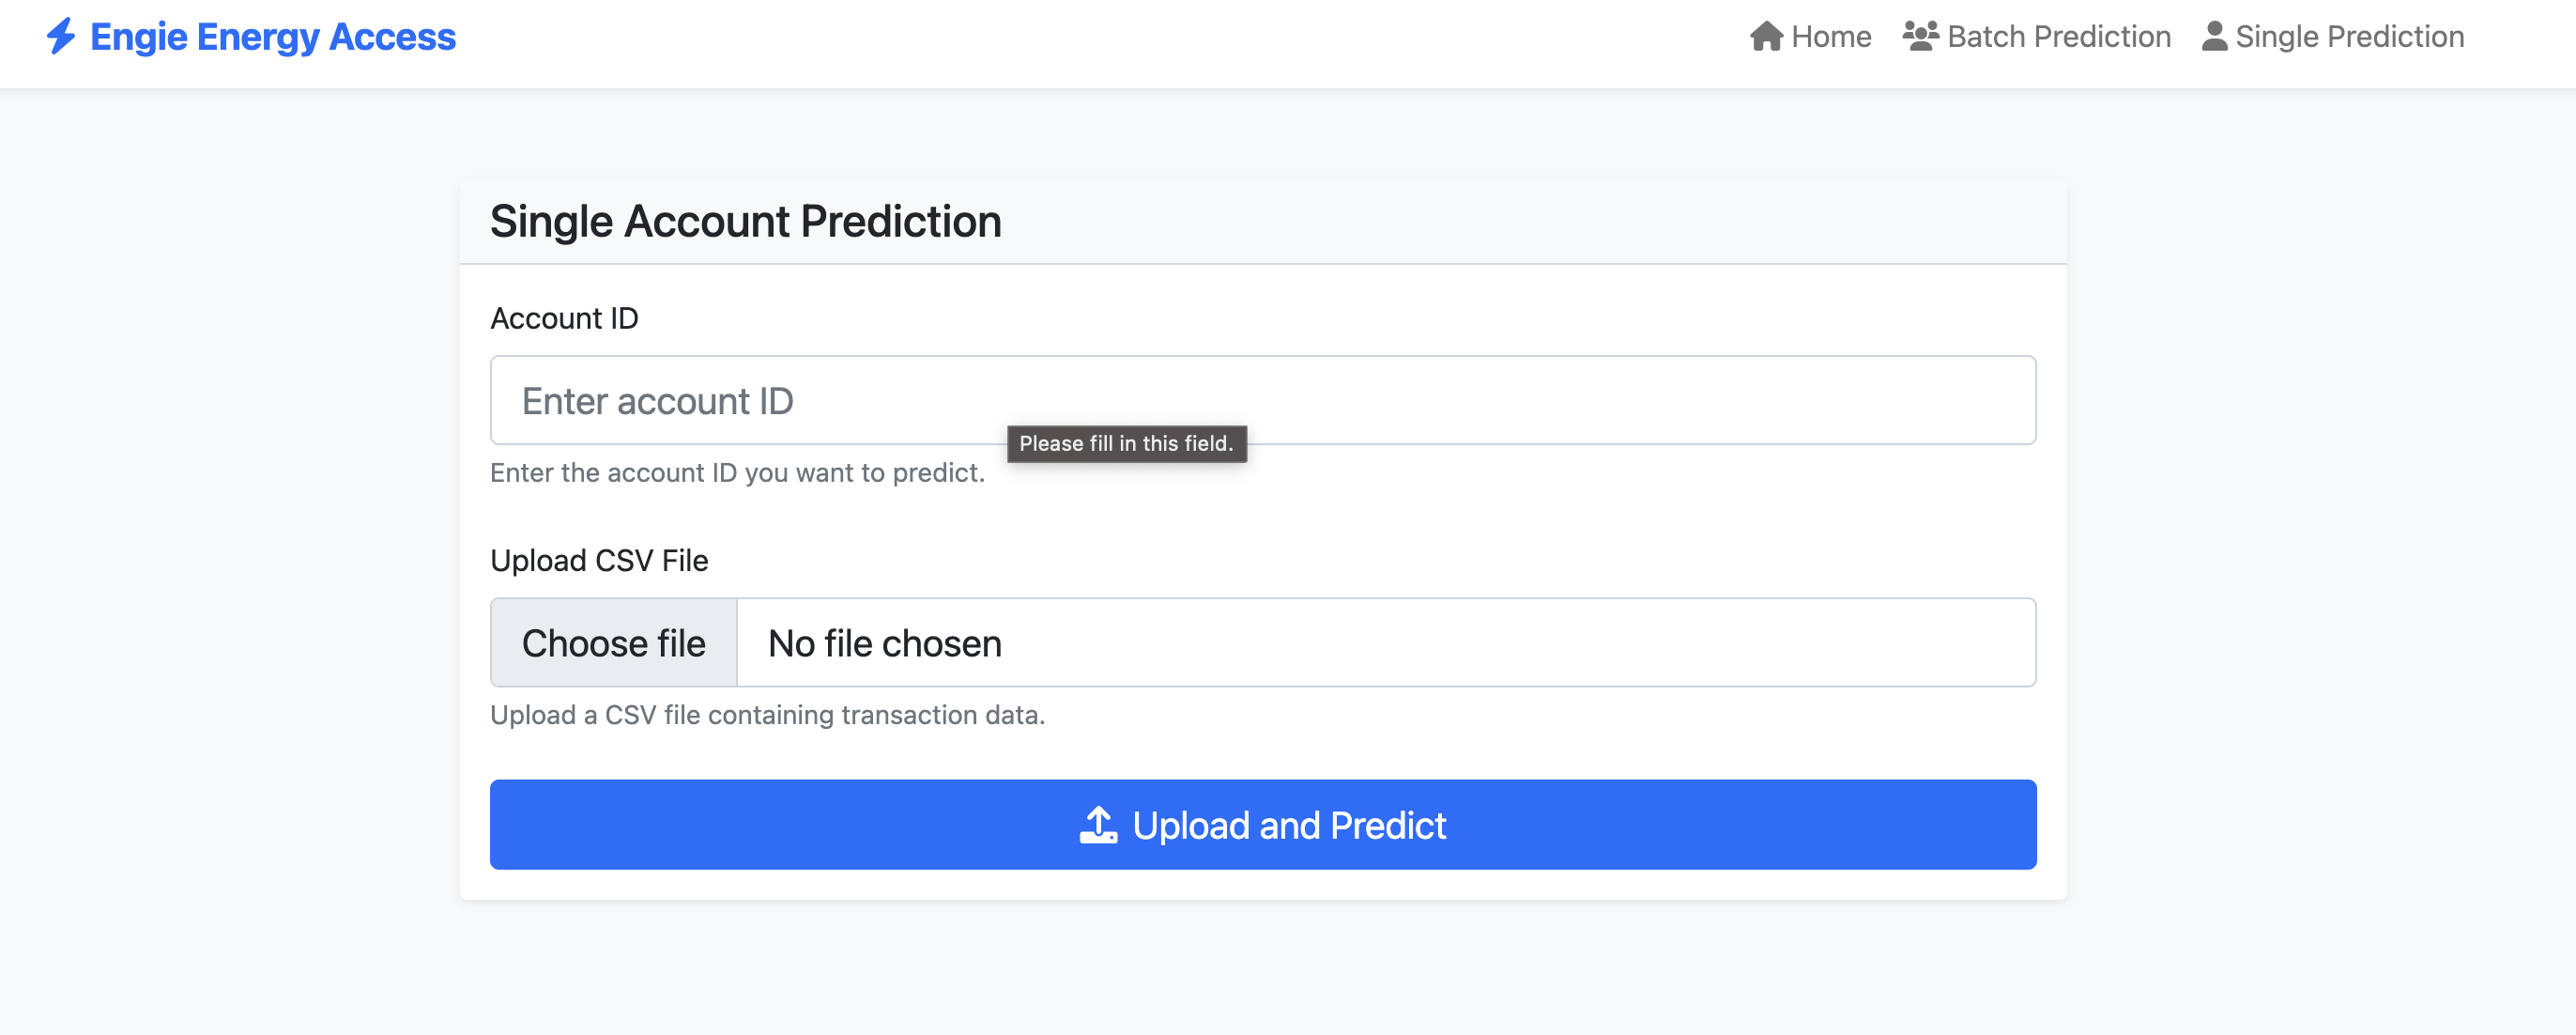 Engie Energy Access
Home Batch Prediction Single Prediction
Single Account Prediction
Account ID
Enter account ID
Please fill in this field.
Enter the account ID you want to predict.
Upload CSV File
Choose file No file chosen
Upload a CSV file containing transaction data.
Upload and Predict